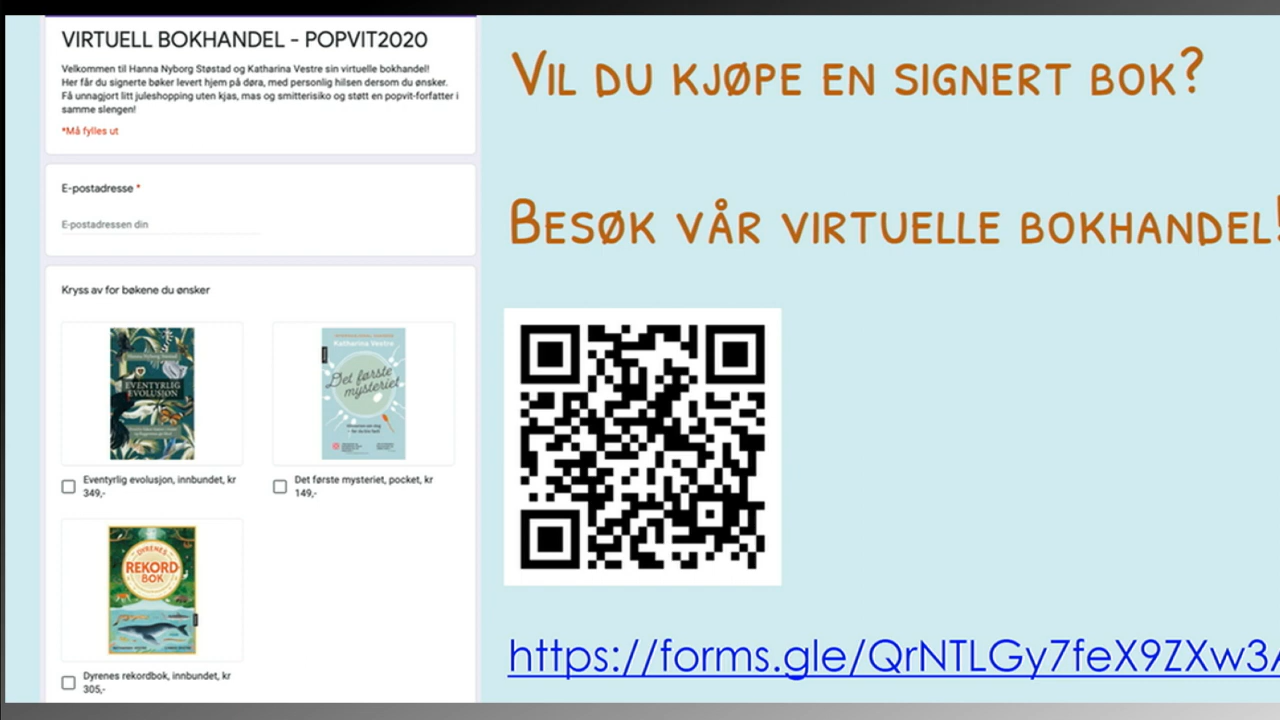 VIRTUELL BOKHANDEL - POPVIT2020
Velkommen til Hanna Nyborg Støstad og Katharina Vestre sin virtuelle bokhandel!
Her får du signerte bøker levert hjem på døra, med personlig hilsen dersom du ønsker.
Få unnagjort litt juleshopping uten kjas, mas og smitterisiko og støtt en popvit-forfatter i
samme slengen!
*Må fylles ut
E-postadresse *
E-postadressen din
Kryss av for bøkene du ønsker
Hanna Nyborg Støstad
EVENTYRLIG
EVOLUSJON
Katharina Vestre
Det første
mysteriet
Eventyrlig evolusjon, innbundet, kr
349,-
Det første mysteriet, pocket, kr
149,-
DYRENES
REKORD
BOK
Dyrenes rekordbok, innbundet, kr
305,-
VIL DU KJØPE EN SIGNERT BOK?
BESØK VÅR VIRTUELLE BOKHANDEL!
https://forms.gle/QrNTLGy7feX9ZXw3